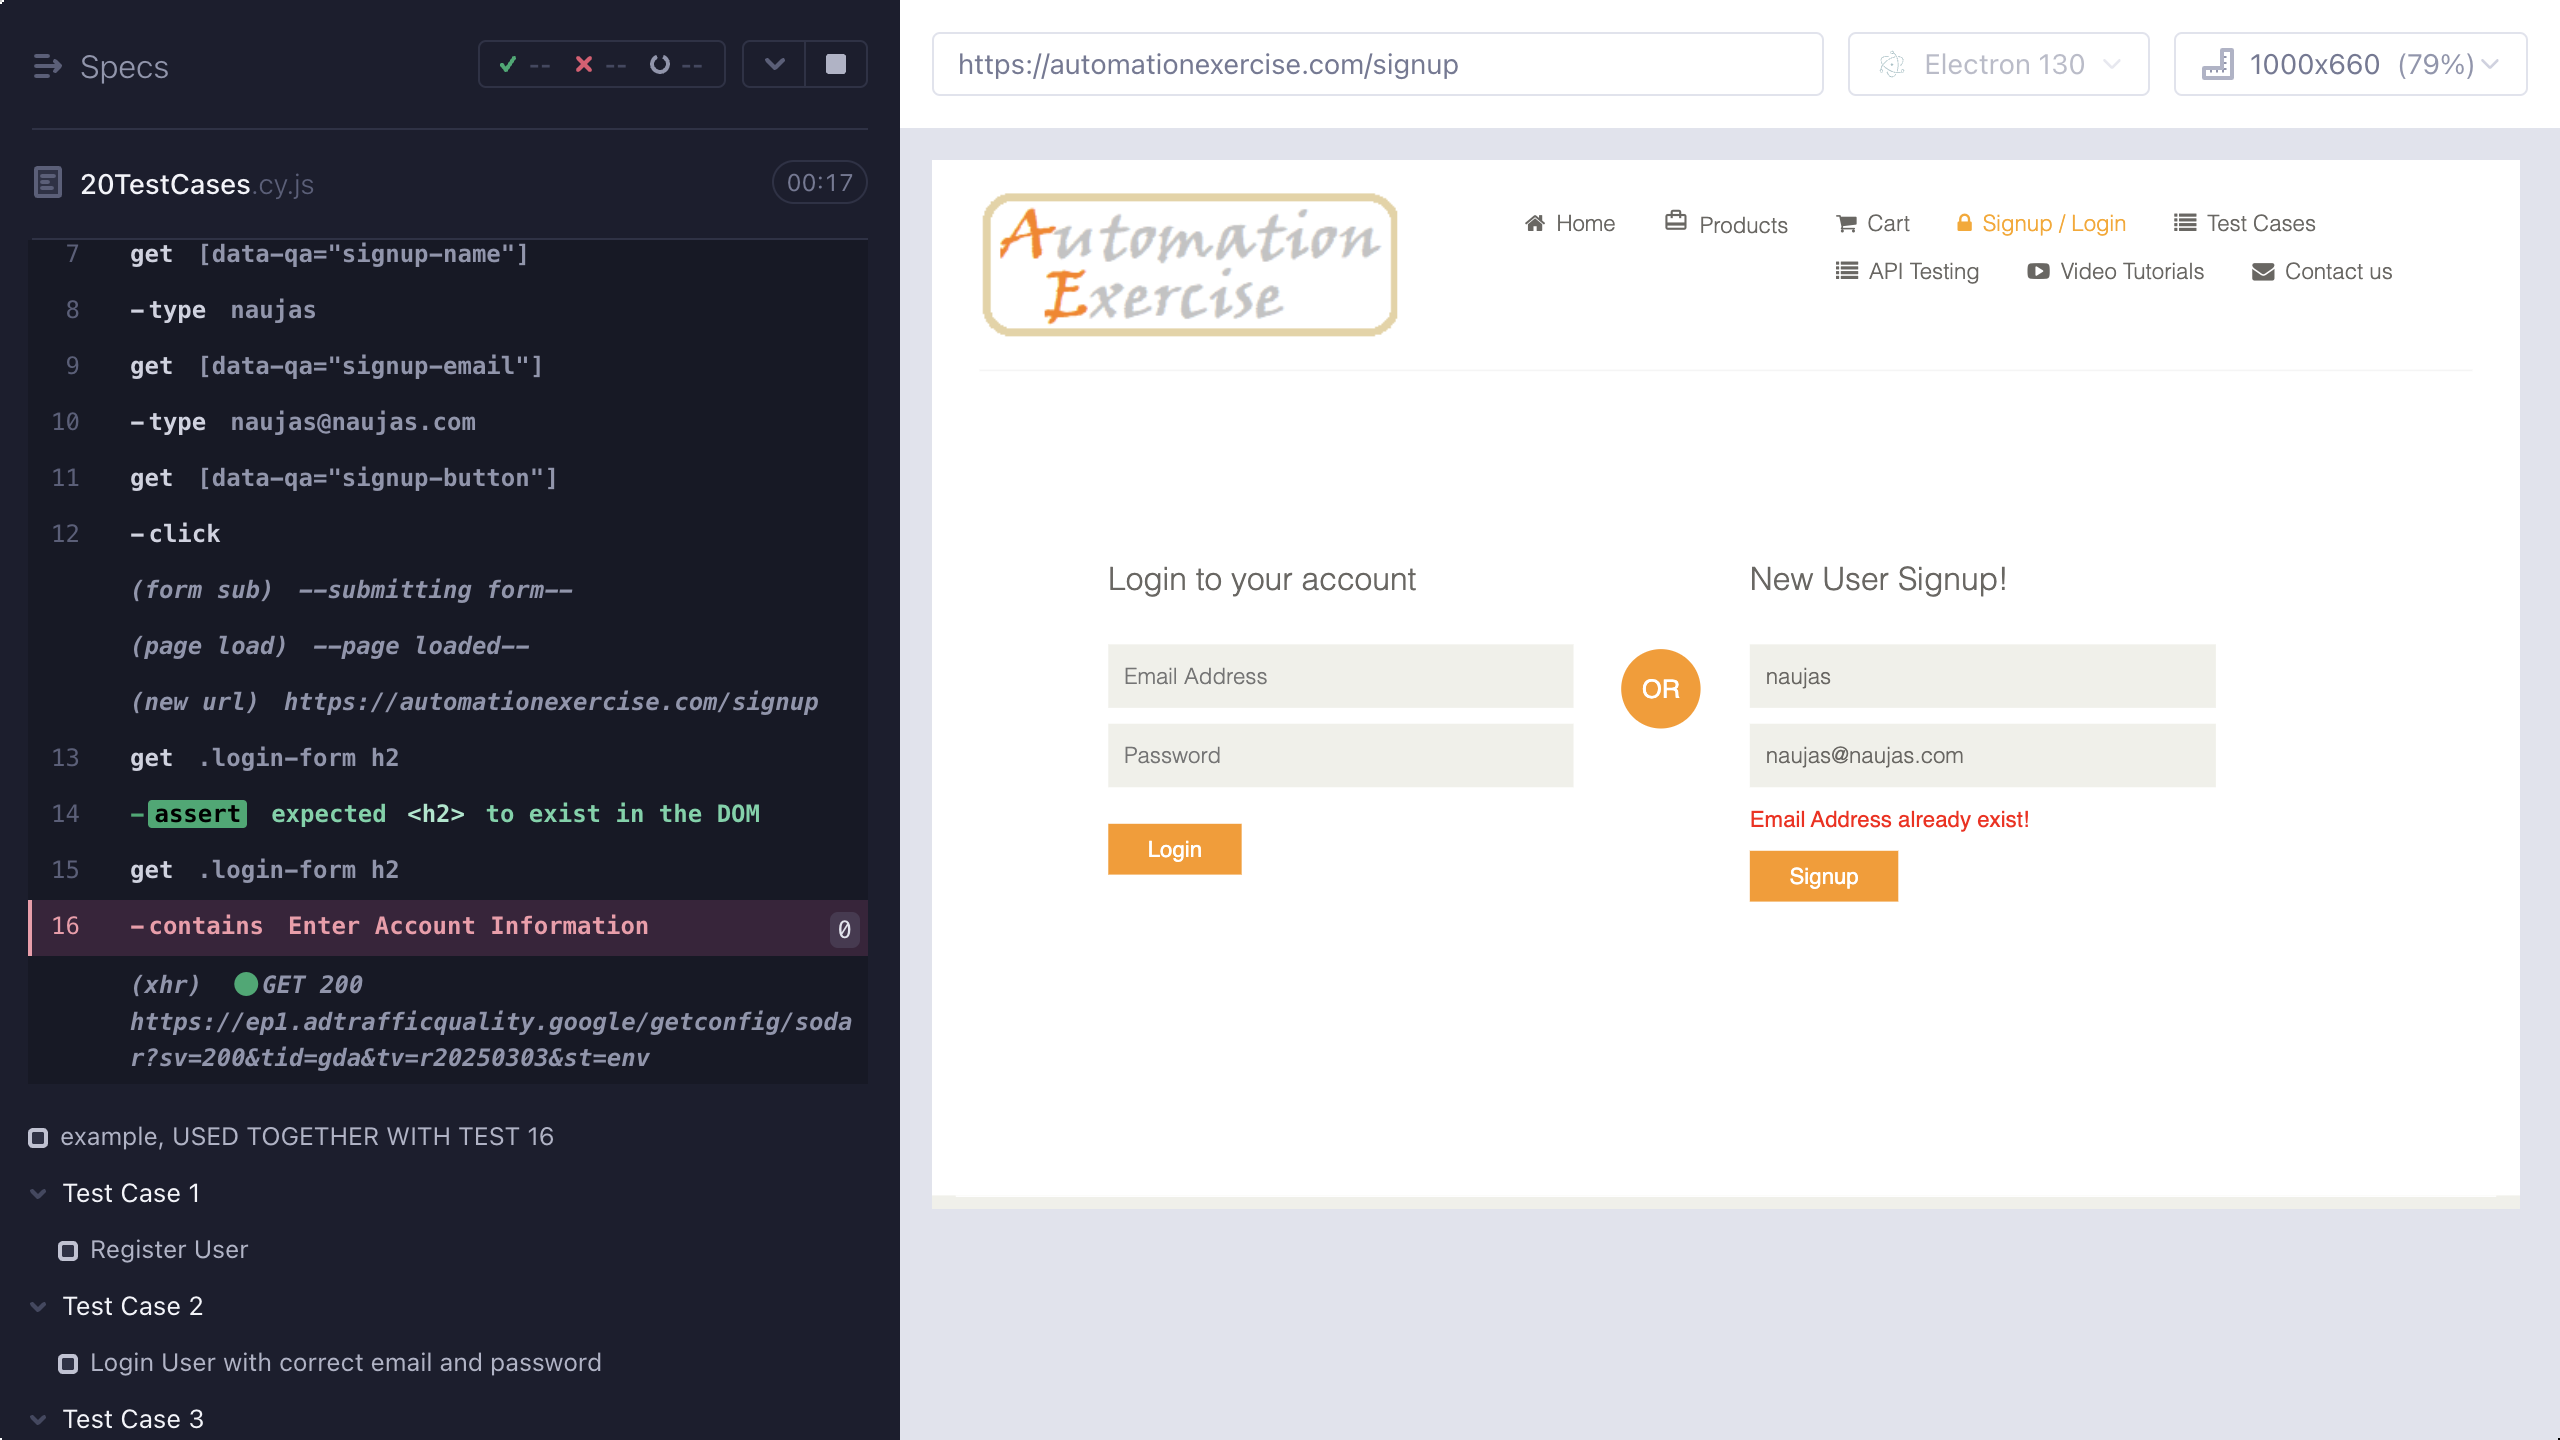 Specs
-- -- --
20TestCases.cy.js 00:17
7 get [data-qa="signup-name"]
8 -type naujas
9 get [data-qa="signup-email"]
10 -type naujas@naujas.com
11 get [data-qa="signup-button"]
12 -click
(form sub) --submitting form--
(page load) --page loaded--
(new url) https://automationexercise.com/signup
13 get .login-form h2
14 -assert expected <h2> to exist in the DOM
15 get .login-form h2
16 -contains Enter Account Information 0
(xhr) GET 200
https://ep1.adtrafficquality.google/getconfig/soda
r?sv=200&tid=gda&tv=r20250303&st=env
example, USED TOGETHER WITH TEST 16
Test Case 1
Register User
Test Case 2
Login User with correct email and password
Test Case 3
https://automationexercise.com/signup
Electron 130
1000x660 (79%)
Automation
Exercise
Home Products Cart Signup / Login Test Cases
API Testing Video Tutorials Contact us
Login to your account
Email Address
Password
Login
OR
New User Signup!
naujas
naujas@naujas.com
Email Address already exist!
Signup